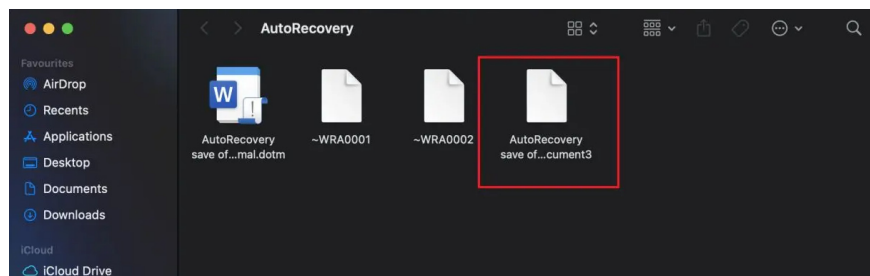 AutoRecovery
Favourites
AirDrop
Recents
Applications
Desktop
Documents
Downloads
iCloud
iCloud Drive
W
AutoRecovery
save of...mal.dotm
~WRA0001
~WRA0002
AutoRecovery
save of...cument3